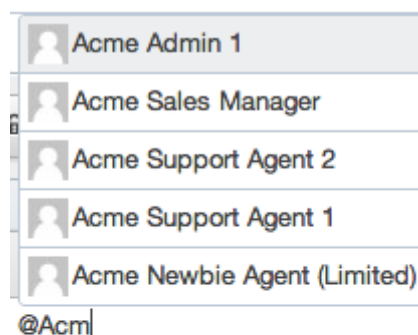 Acme Admin 1
Acme Sales Manager
Acme Support Agent 2
Acme Support Agent 1
Acme Newbie Agent (Limited)
@Acm